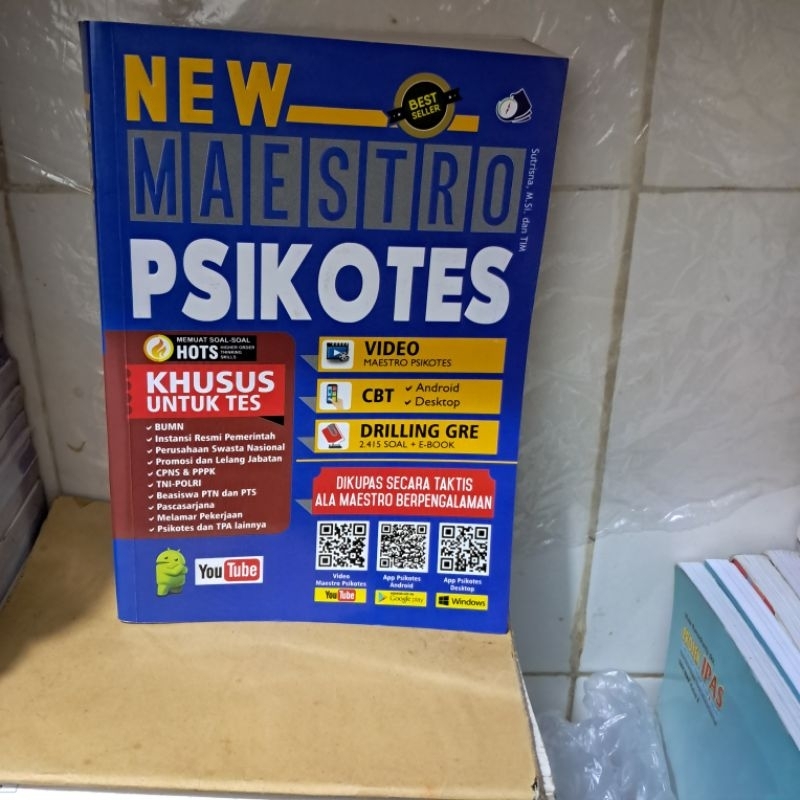 NEW
BEST
SELLER
MAESTRO
Sutrisna, M.Si. dan TIM
PSIKOTES
MEMUAT SOAL-SOAL
HOTS
HIGHER ORDER
THINKING
SKILLS
KHUSUS
UNTUK TES
✓ BUMN
✓ Instansi Resmi Pemerintah
✓ Perusahaan Swasta Nasional
✓ Promosi dan Lelang Jabatan
✓ CPNS & PPPK
✓ TNI-POLRI
✓ Beasiswa PTN dan PTS
✓ Pascasarjana
✓ Melamar Pekerjaan
✓ Psikotes dan TPA lainnya
VIDEO
MAESTRO PSIKOTES
CBT
✓ Android
✓ Desktop
DRILLING GRE
2.415 SOAL + E-BOOK
DIKUPAS SECARA TAKTIS
ALA MAESTRO BERPENGALAMAN
YouTube
Video
Maestro Psikotes
YouTube
App Psikotes
Android
Google play
App Psikotes
Desktop
Windows
IPAS